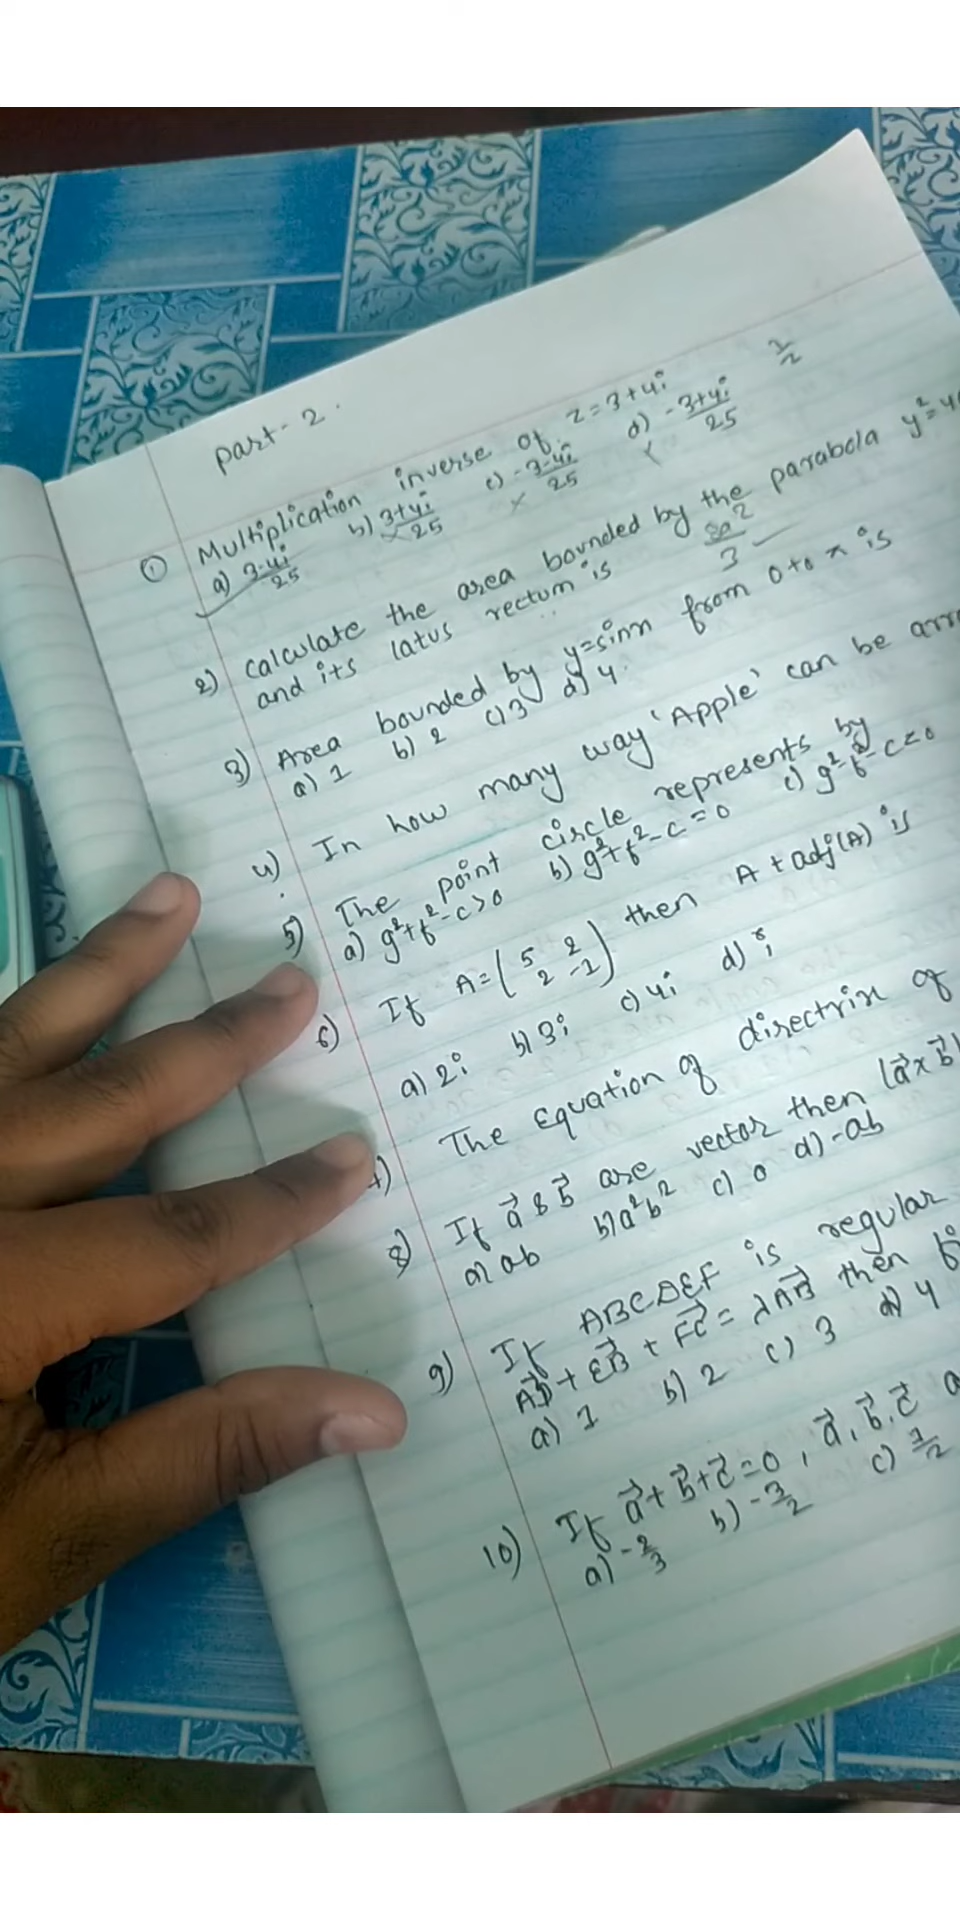 part-2.
① Multiplication inverse of z=3+4i
a) 3-4i/25 b) 3+4i/25 c) -3-4i/25 d) -3+4i/25 1/2
2) Calculate the area bounded by the parabola y²=4
and its latus rectum is 8a²/3
3) Area bounded by y=sinx from 0 to π is
a) 1 b) 2 c) 3 d) 4.
4) In how many way 'Apple' can be arr
5) The point circle represents by
a) g²+f²-c>0 b) g²+f²-c=0 c) g²-f²-c<0
6) If A=(5 2 2 -1) then A+adj(A) is
a) 2i b) 3i c) 4i d) i
7) The Equation of directrix of
8) If a⃗ & b⃗ are vector then (a⃗×b⃗)
a) ab b) a²b² c) 0 d) -ab
9) If ABCDEF is regular
AD⃗+EB⃗+FC⃗=λAB⃗ then fi
a) 1 b) 2 c) 3 d) 4
10) If a⃗+b⃗+c⃗=0, a⃗,b⃗,c⃗ a
a) -2/3 b) -3/2 c) 1/2